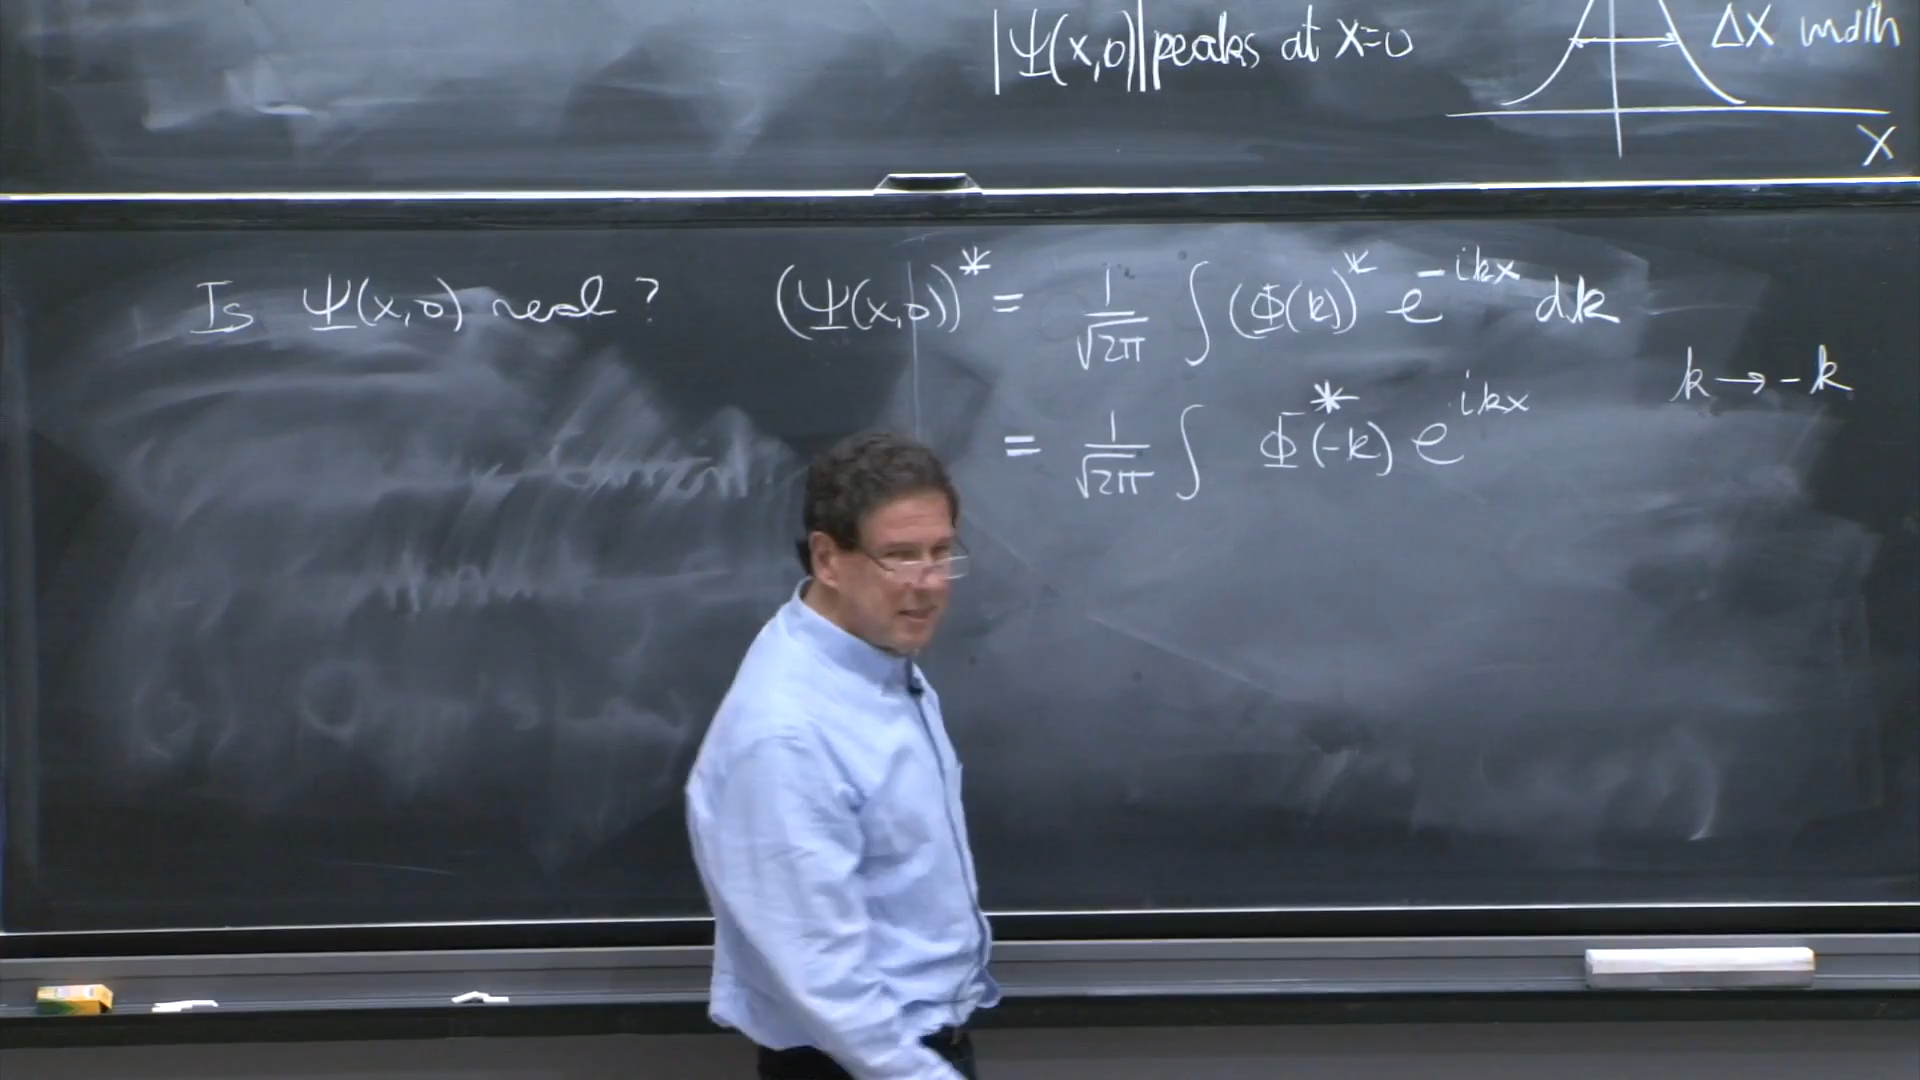 |Ψ(x,0)| peaks at x=0
Δx width
x
Is Ψ(x,0) real? (Ψ(x,0))* = 1/√2π ∫ (Φ(k))* e^{-ikx} dk
k → -k
= 1/√2π ∫ Φ*(-k) e^{ikx}